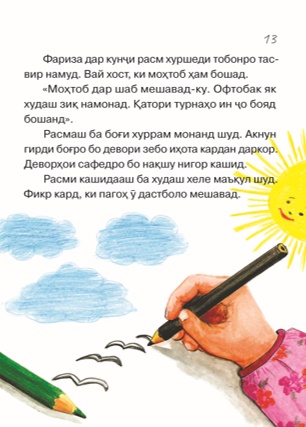 13
Фариза дар кунҷи расм хуршеди тобонро тас-
вир намуд. Вай хост, ки моҳтоб ҳам бошад.
«Моҳтоб дар шаб мешавад-ку. Офтобак як
худаш зиқ намонад. Қатори турнаҳо ин ҷо бояд
бошанд».
Расмаш ба боғи хуррам монанд шуд. Акнун
гирди боғро бо девори зебо иҳота кардан даркор.
Деворҳои сафедро бо нақшу нигор кашид.
Расми кашидааш ба худаш хеле маъқул шуд.
Фикр кард, ки пагоҳ ӯ дастболо мешавад.